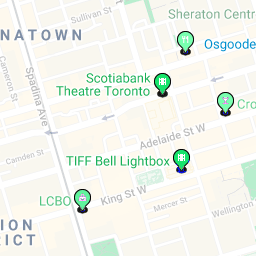 Sheraton Centr
Sullivan St
NATOWN
Osgoode
Cameron St
Scotiabank
Theatre Toronto
Spadina Ave
Cro
Adelaide St W
Camden St
TIFF Bell Lightbox
LCBO
King St W
Mercer St
Wellington
ION
RICT